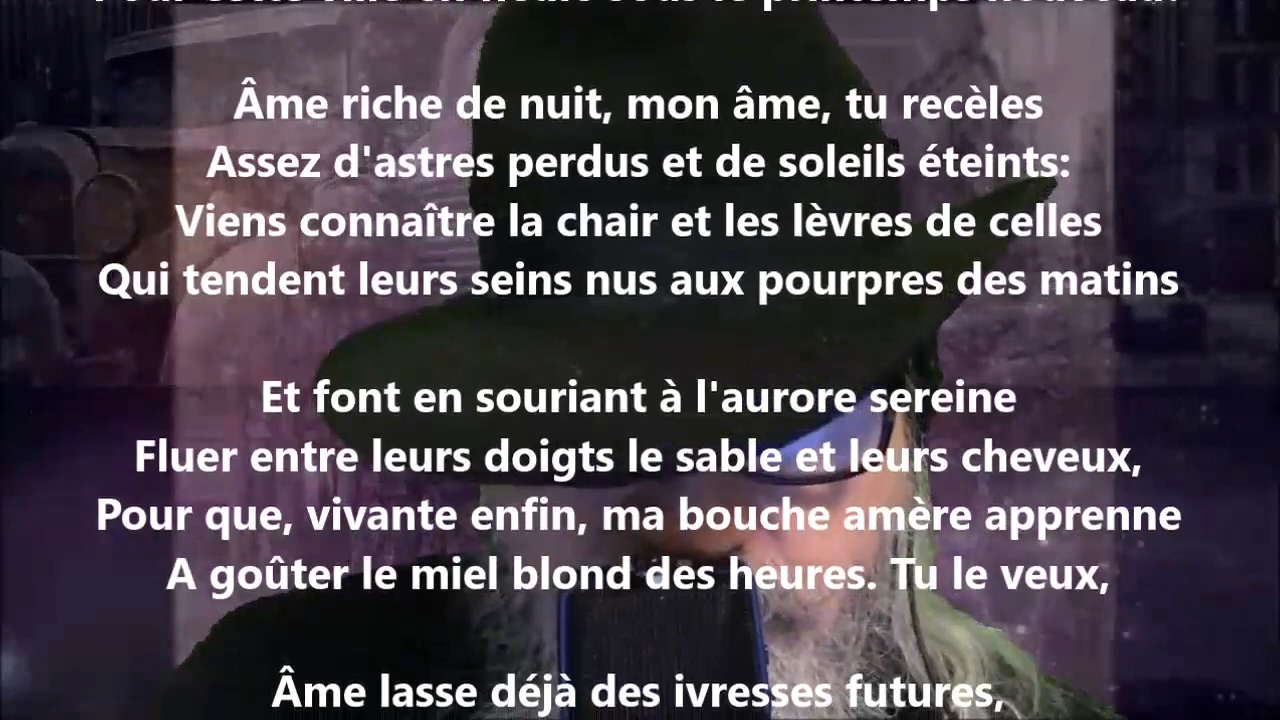 Âme riche de nuit, mon âme, tu recèles
Assez d'astres perdus et de soleils éteints:
Viens connaître la chair et les lèvres de celles
Qui tendent leurs seins nus aux pourpres des matins
Et font en souriant à l'aurore sereine
Fluer entre leurs doigts le sable et leurs cheveux,
Pour que, vivante enfin, ma bouche amère apprenne
A goûter le miel blond des heures. Tu le veux,
Âme lasse déjà des ivresses futures,